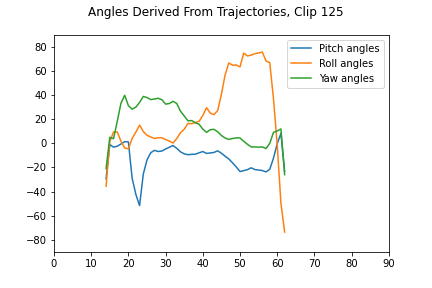 Angles Derived From Trajectories, Clip 125
Pitch angles
Roll angles
Yaw angles
80
60
40
20
0
−20
−40
−60
−80
0 10 20 30 40 50 60 70 80 90